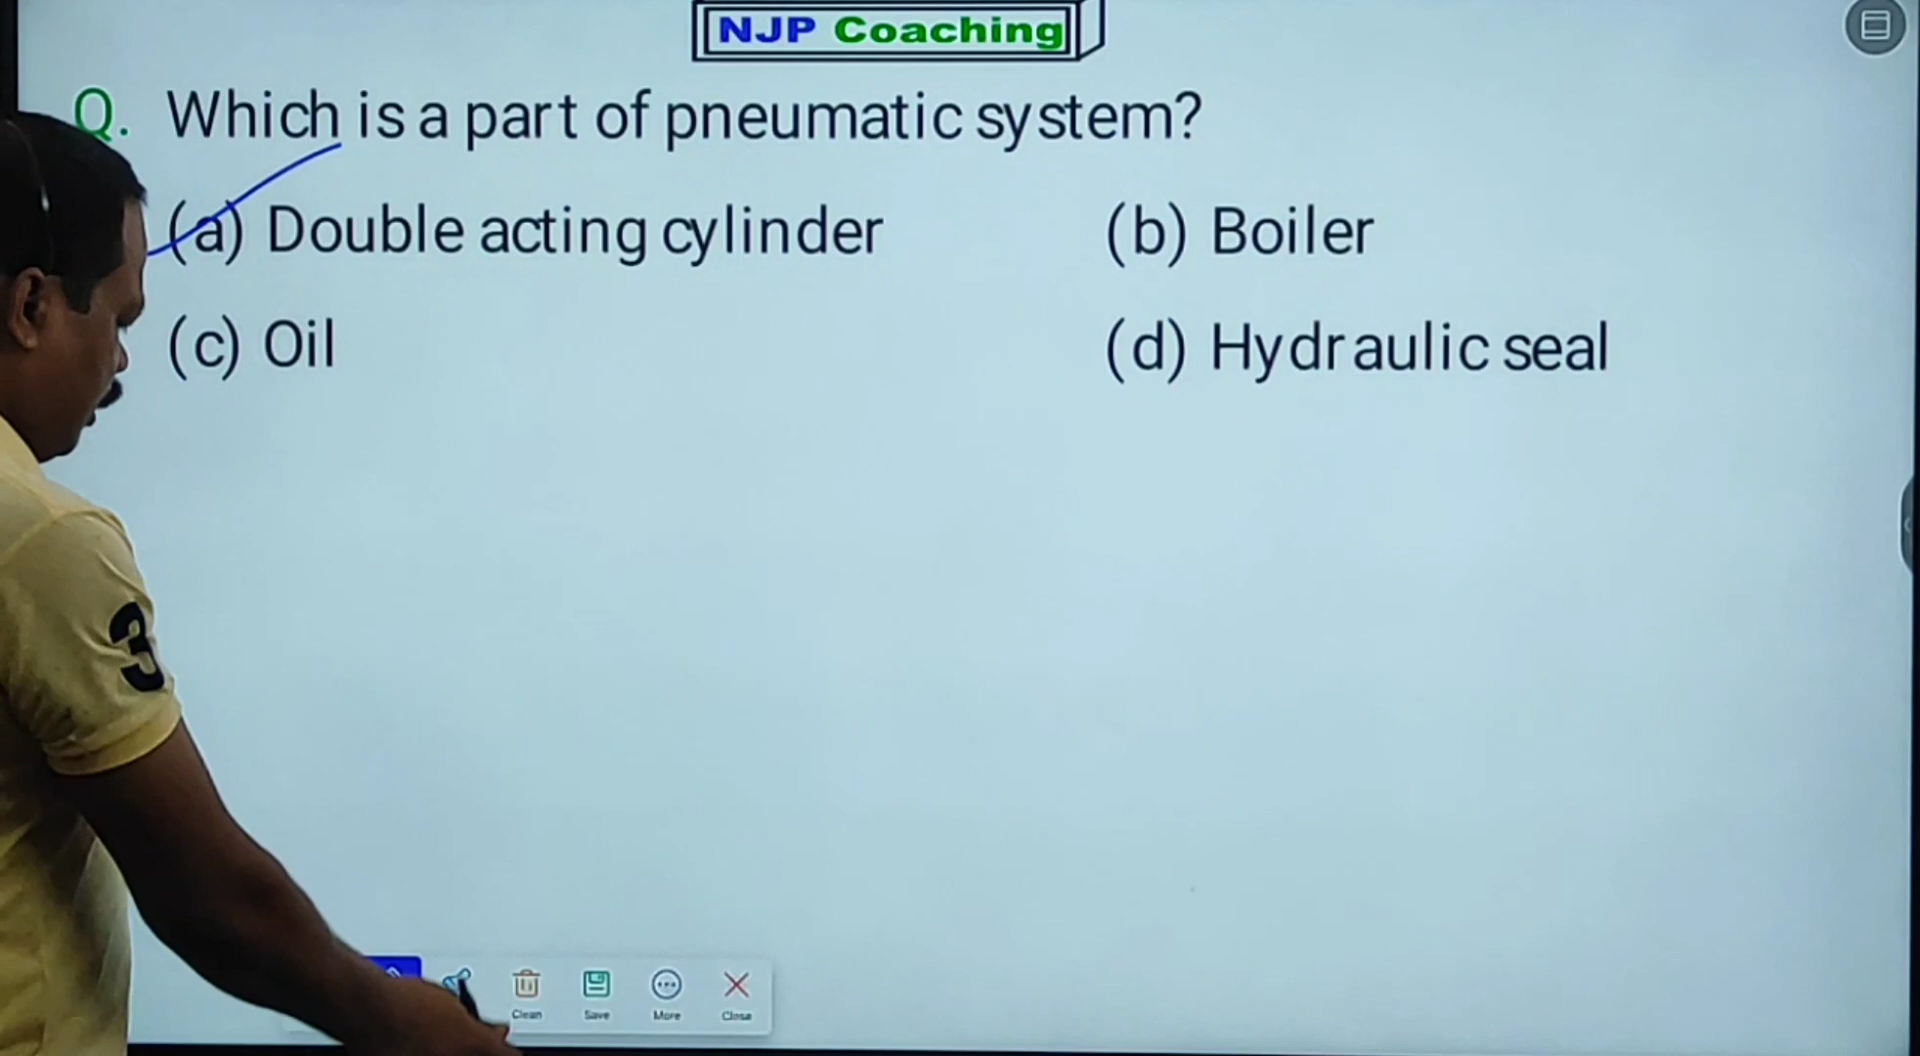 NJP Coaching
Q. Which is a part of pneumatic system?
(a) Double acting cylinder (b) Boiler
(c) Oil (d) Hydraulic seal
3
Clean Save More Close